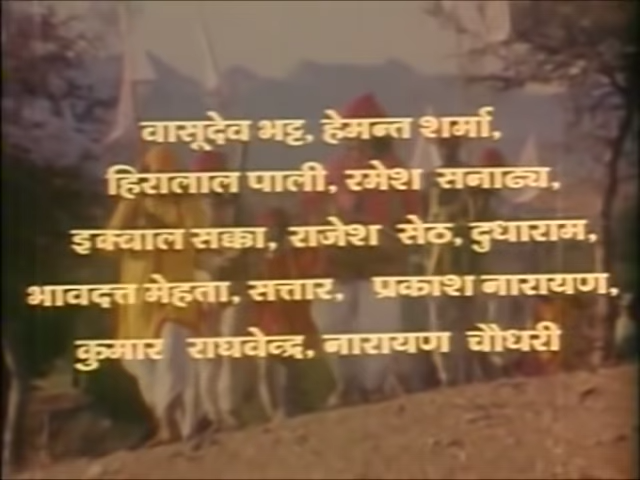 वासूदेव भट्ट, हेमन्त शर्मा,
हिरालाल पाली, रमेश सनाढ्य,
इक्वाल सक्का, राजेश सेठ, दुधाराम,
भावदत्त मेहता, सत्तार, प्रकाश नारायण,
कुमार राघवेन्द्र, नारायण चौधरी